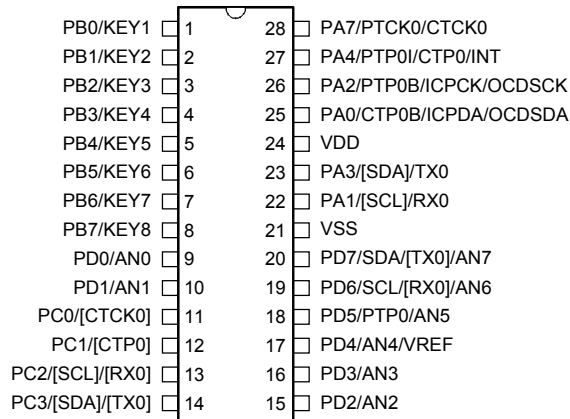 PB0/KEY1 1 28 PA7/PTCK0/CTCK0
PB1/KEY2 2 27 PA4/PTP0I/CTP0/INT
PB2/KEY3 3 26 PA2/PTP0B/ICPCK/OCDSCK
PB3/KEY4 4 25 PA0/CTP0B/ICPDA/OCDSDA
PB4/KEY5 5 24 VDD
PB5/KEY6 6 23 PA3/[SDA]/TX0
PB6/KEY7 7 22 PA1/[SCL]/RX0
PB7/KEY8 8 21 VSS
PD0/AN0 9 20 PD7/SDA/[TX0]/AN7
PD1/AN1 10 19 PD6/SCL/[RX0]/AN6
PC0/[CTCK0] 11 18 PD5/PTP0/AN5
PC1/[CTP0] 12 17 PD4/AN4/VREF
PC2/[SCL]/[RX0] 13 16 PD3/AN3
PC3/[SDA]/[TX0] 14 15 PD2/AN2